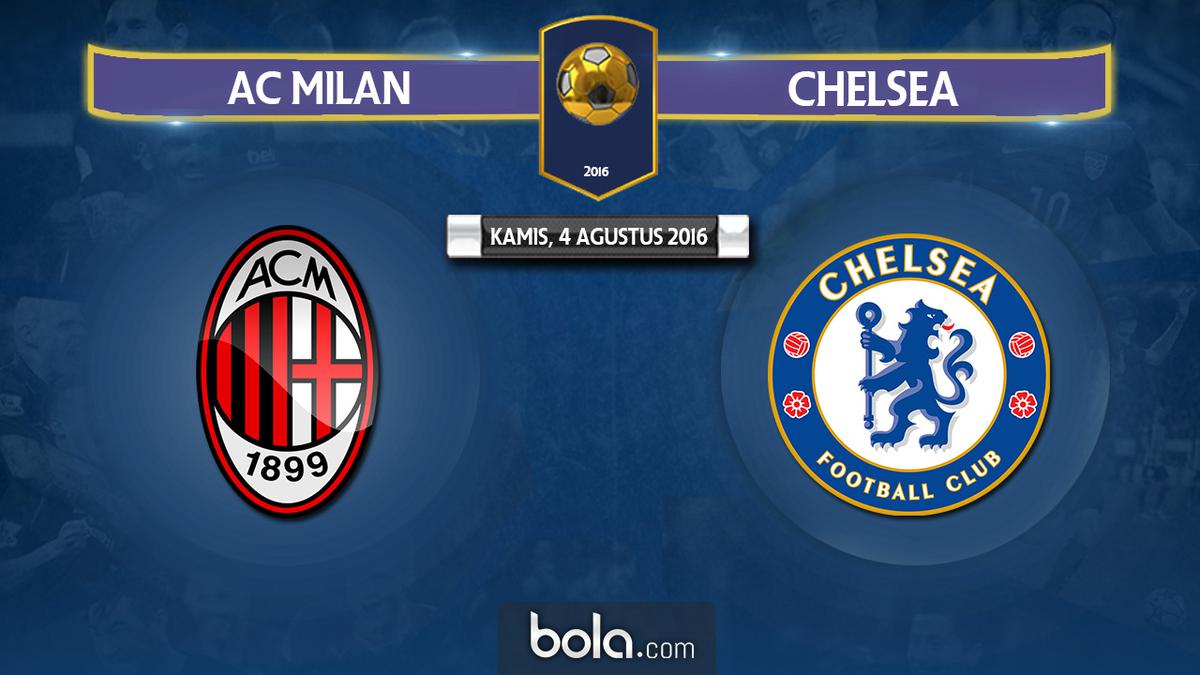 AC MILAN
CHELSEA
2016
KAMIS, 4 AGUSTUS 2016
ACM
1899
CHELSEA
FOOTBALL CLUB
bola.com